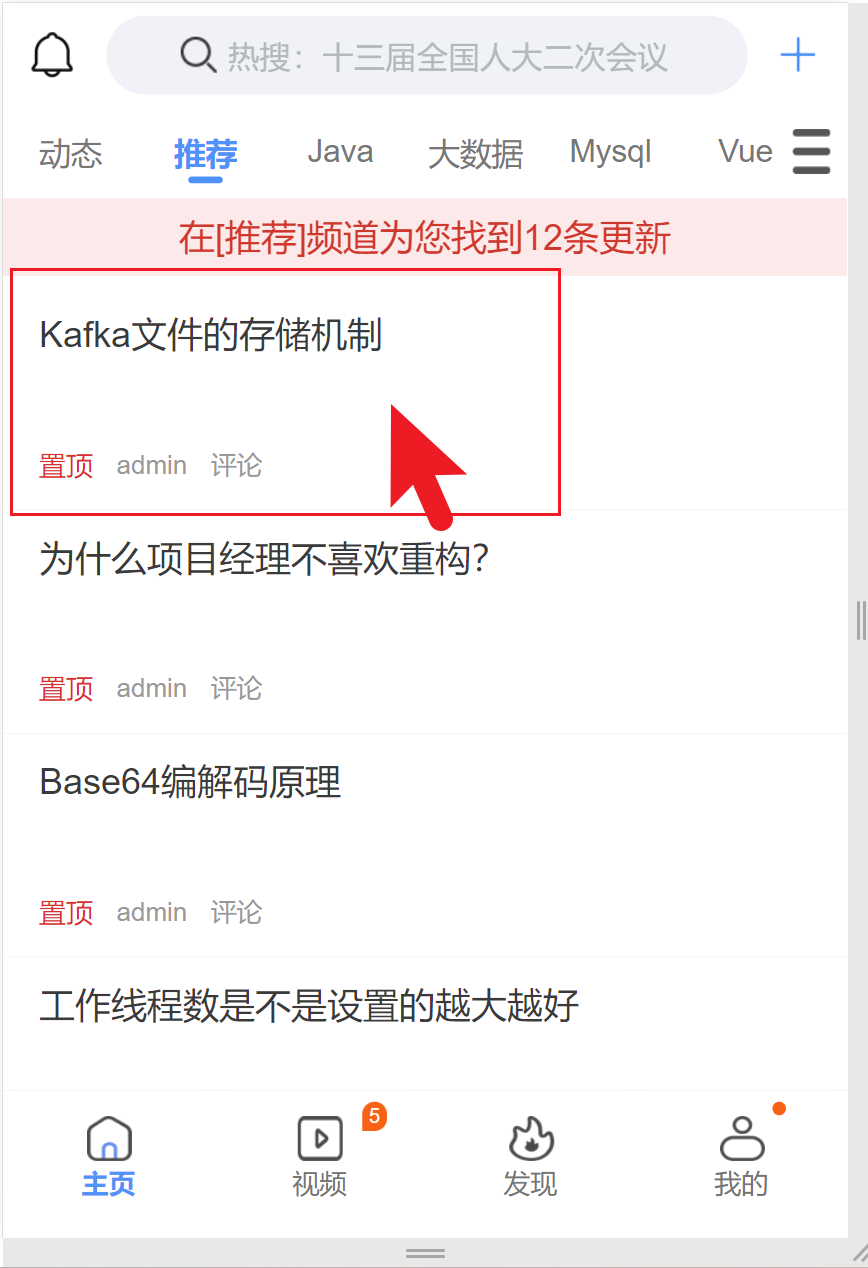 热搜：十三届全国人大二次会议
动态 推荐 Java 大数据 Mysql Vue
在[推荐]频道为您找到12条更新
Kafka文件的存储机制
置顶 admin 评论
为什么项目经理不喜欢重构?
置顶 admin 评论
Base64编解码原理
置顶 admin 评论
工作线程数是不是设置的越大越好
5
主页 视频 发现 我的